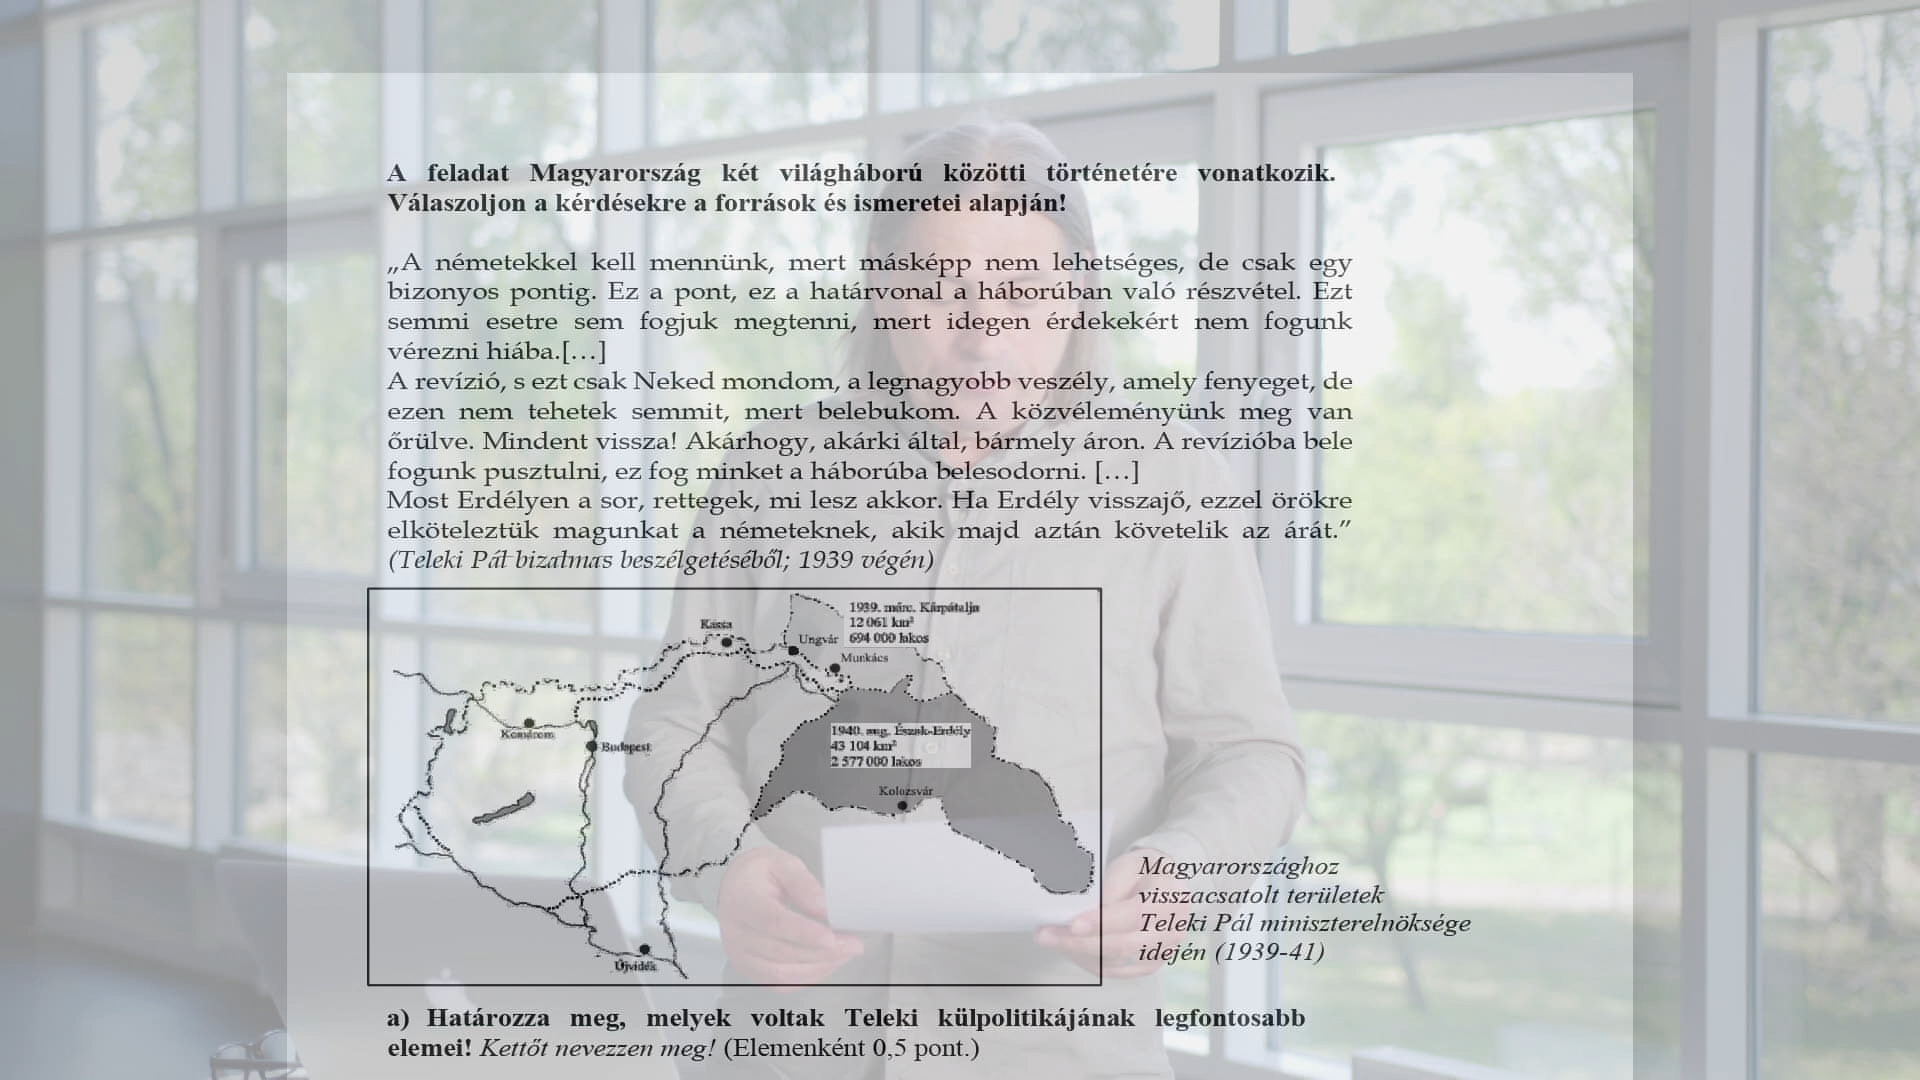 A feladat Magyarország két világháború közötti történetére vonatkozik.
Válaszoljon a kérdésekre a források és ismeretei alapján!
„A németekkel kell mennünk, mert másképp nem lehetséges, de csak egy
bizonyos pontig. Ez a pont, ez a határvonal a háborúban való részvétel. Ezt
semmi esetre sem fogjuk megtenni, mert idegen érdekekért nem fogunk
vérezni hiába.[…]
A revízió, s ezt csak Neked mondom, a legnagyobb veszély, amely fenyeget, de
ezen nem tehetek semmit, mert belebukom. A közvéleményünk meg van
őrülve. Mindent vissza! Akárhogy, akárki által, bármely áron. A revízióba bele
fogunk pusztulni, ez fog minket a háborúba belesodorni. […]
Most Erdélyen a sor, rettegek, mi lesz akkor. Ha Erdély visszajő, ezzel örökre
elköteleztük magunkat a németeknek, akik majd aztán követelik az árát.”
(Teleki Pál bizalmas beszélgetéséből; 1939 végén)
1939. márc. Kárpátalja
12 061 km²
694 000 lakos
Kassa
Ungvár
Munkács
Komárom
Budapest
1940. aug. Észak-Erdély
43 104 km²
2 577 000 lakos
Kolozsvár
Újvidék
Magyarországhoz
visszacsatolt területek
Teleki Pál miniszterelnöksége
idején (1939-41)
a) Határozza meg, melyek voltak Teleki külpolitikájának legfontosabb
elemei! Kettőt nevezzen meg! (Elemenként 0,5 pont.)